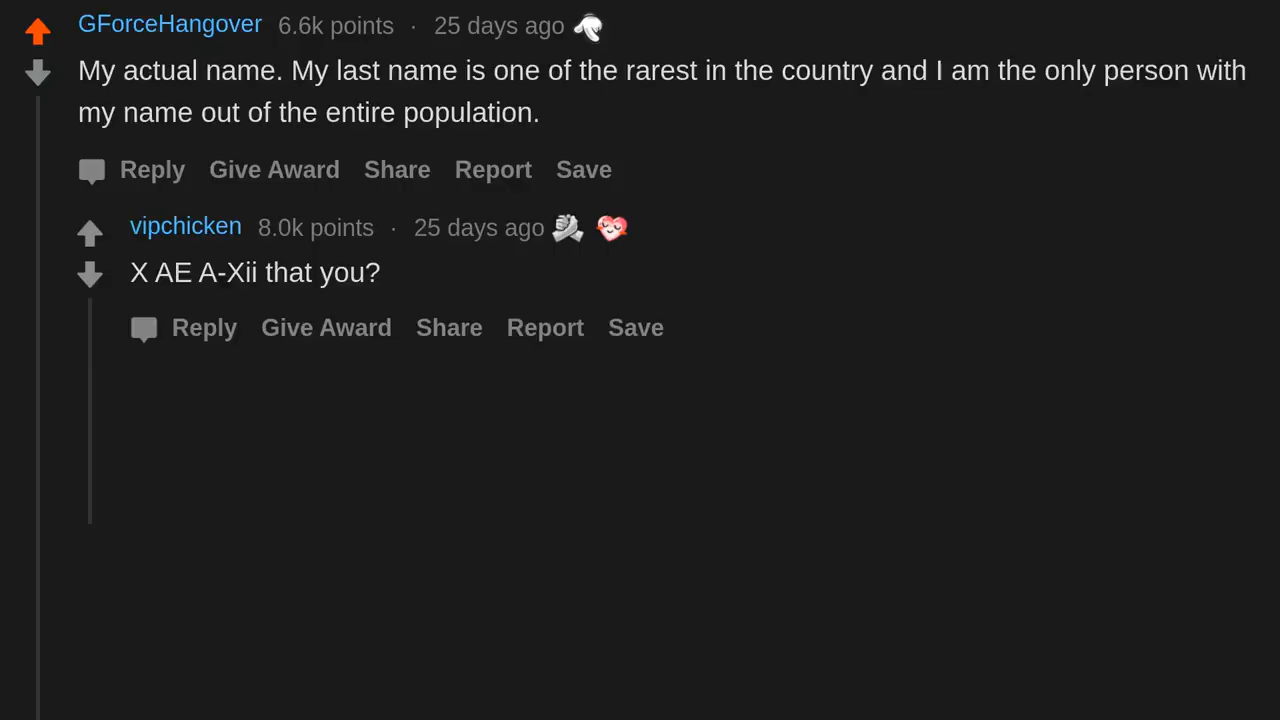 GForceHangover 6.6k points · 25 days ago
My actual name. My last name is one of the rarest in the country and I am the only person with
my name out of the entire population.
Reply Give Award Share Report Save
vipchicken 8.0k points · 25 days ago
X AE A-Xii that you?
Reply Give Award Share Report Save